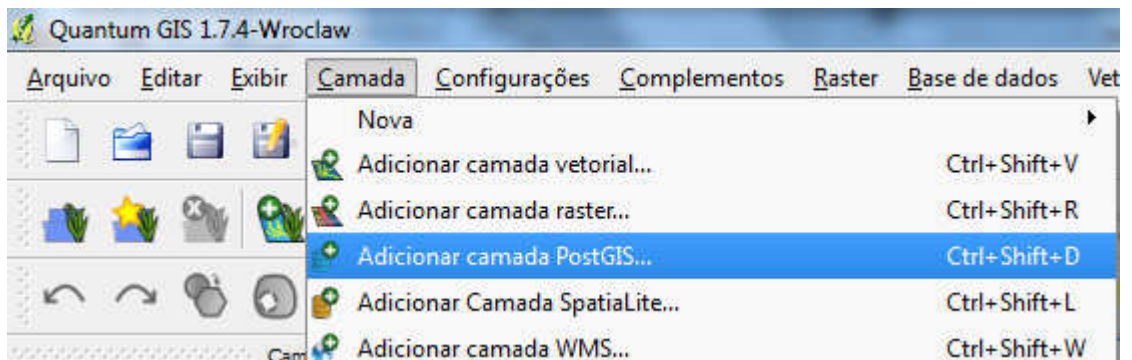 Quantum GIS 1.7.4-Wroclaw
Arquivo Editar Exibir Camada Configurações Complementos Raster Base de dados Vet
Nova
Adicionar camada vetorial... Ctrl+Shift+V
Adicionar camada raster... Ctrl+Shift+R
Adicionar camada PostGIS... Ctrl+Shift+D
Adicionar Camada SpatiaLite... Ctrl+Shift+L
Cam
Adicionar camada WMS... Ctrl+Shift+W